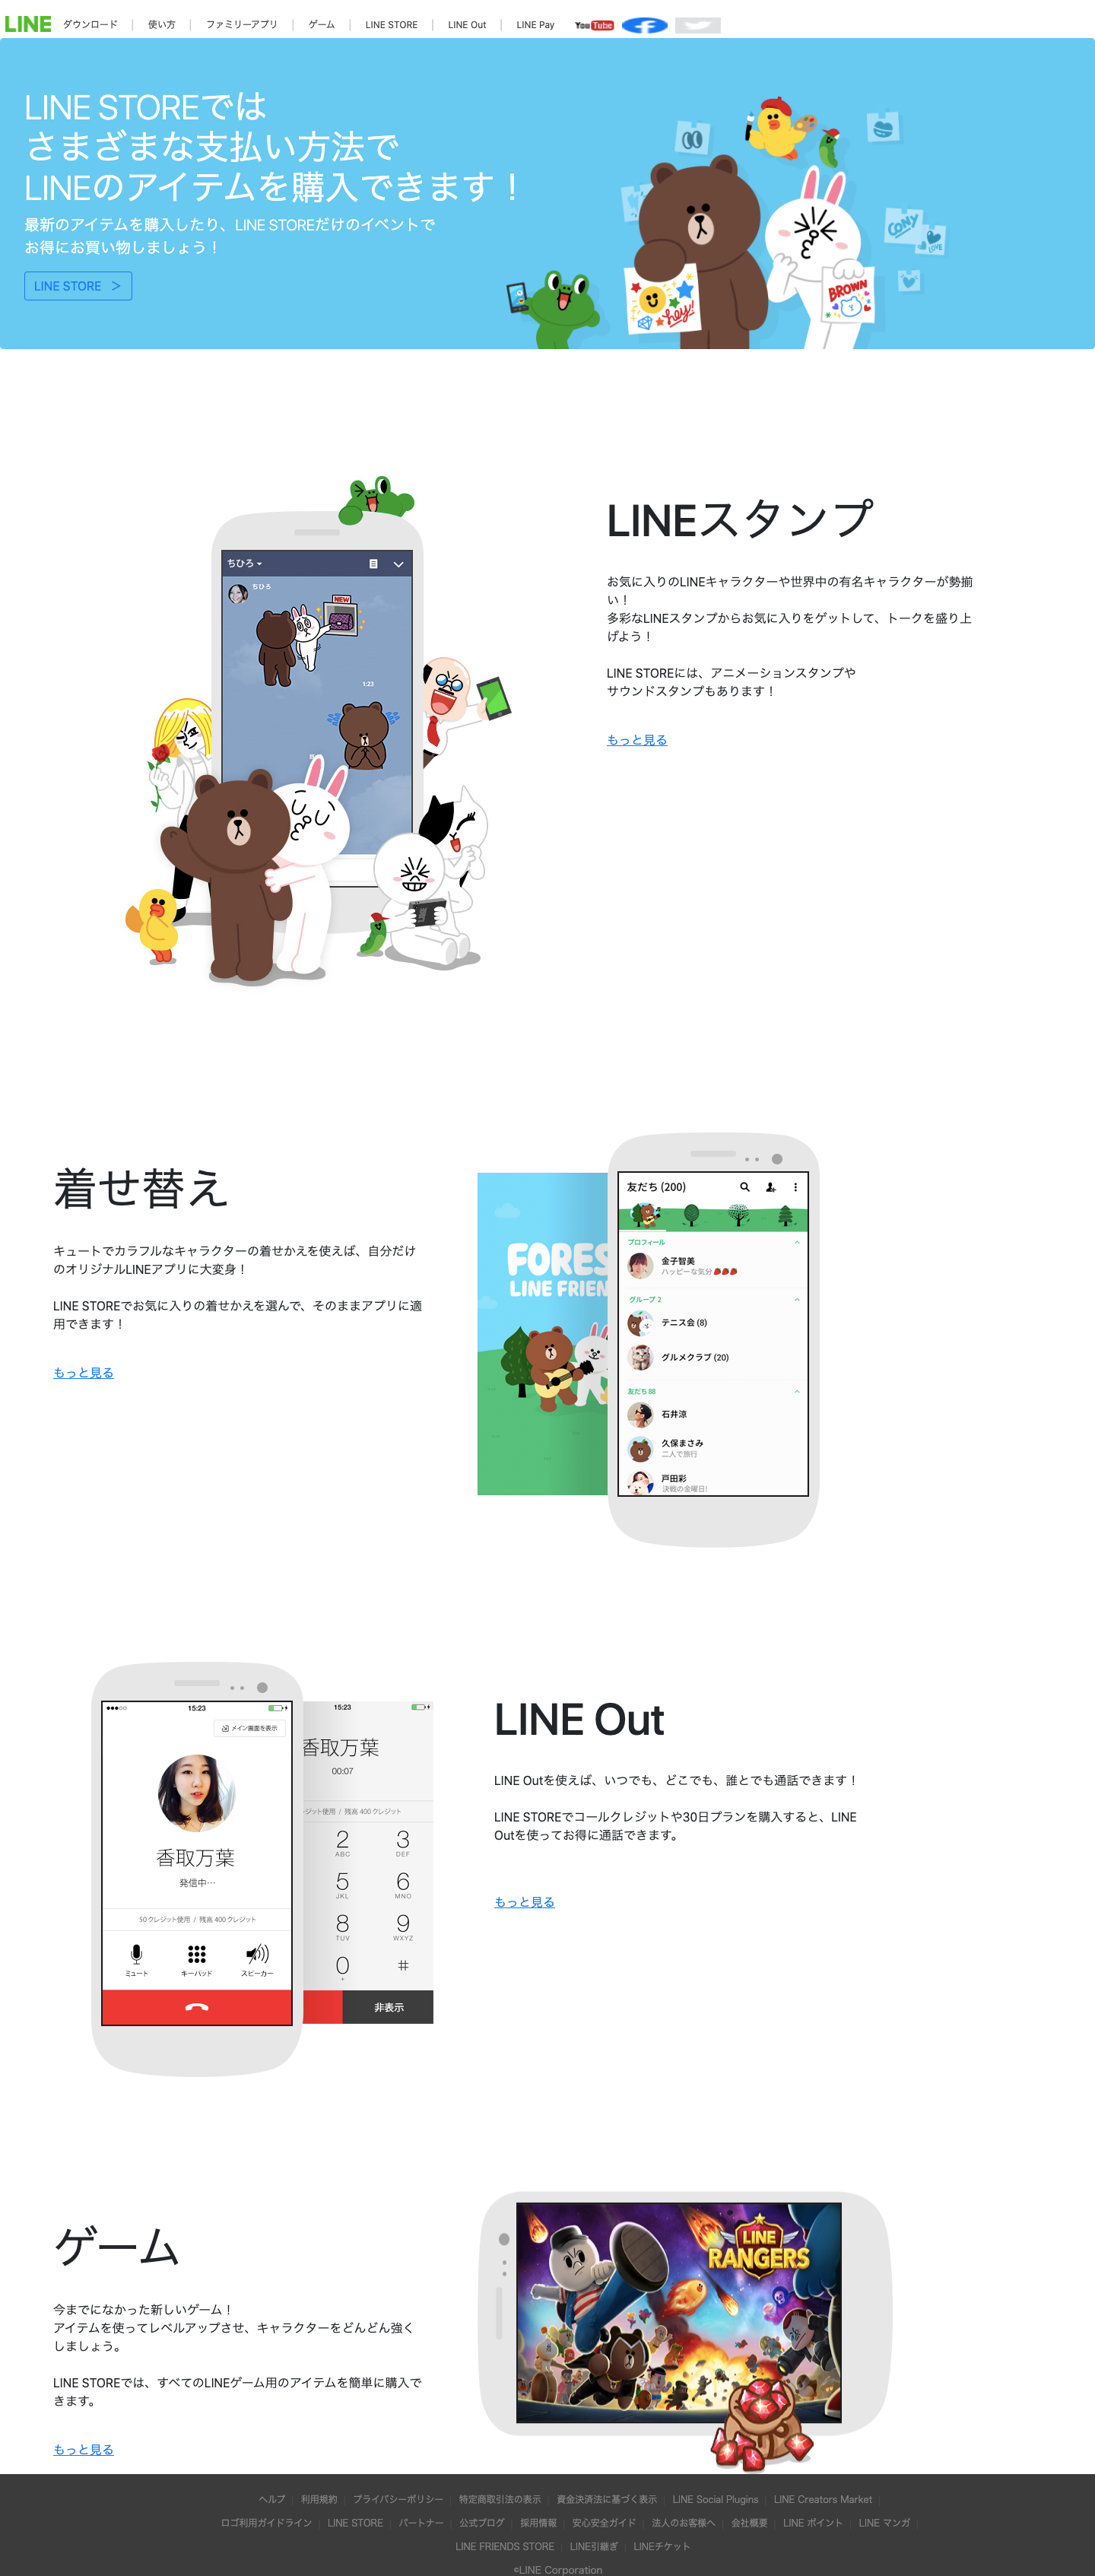 LINE ダウンロード 使い方 ファミリーアプリ ゲーム LINE STORE LINE Out LINE Pay YouTube
LINE STOREでは
さまざまな支払い方法で
LINEのアイテムを購入できます！
最新のアイテムを購入したり、LINE STOREだけのイベントで
お得にお買い物しましょう！
LINE STORE ＞
CONY
LOVE
hey!
BROWN
LINEスタンプ
お気に入りのLINEキャラクターや世界中の有名キャラクターが勢揃
い！
多彩なLINEスタンプからお気に入りをゲットして、トークを盛り上
げよう！
LINE STOREには、アニメーションスタンプや
サウンドスタンプもあります！
もっと見る
ちひろ
ちひろ
NEW
1:23
着せ替え
キュートでカラフルなキャラクターの着せかえを使えば、自分だけ
のオリジナルLINEアプリに大変身！
LINE STOREでお気に入りの着せかえを選んで、そのままアプリに適
用できます！
もっと見る
FORES
LINE FRIEN
友だち (200)
プロフィール
金子智美
ハッピーな気分
グループ 2
テニス会 (8)
グルメクラブ (20)
友だち 88
石井涼
久保まさみ
二人で旅行
戸田彩
決戦の金曜日!
15:23
メイン画面を表示
香取万葉
発信中…
50 クレジット使用 / 残高 400 クレジット
ミュート キーパッド スピーカー
15:23
香取万葉
00:07
ジット使用 / 残高 400 クレジット
2 ABC 3 DEF
5 JKL 6 MNO
8 TUV 9 WXYZ
0 + #
非表示
LINE Out
LINE Outを使えば、いつでも、どこでも、誰とでも通話できます！
LINE STOREでコールクレジットや30日プランを購入すると、LINE
Outを使ってお得に通話できます。
もっと見る
ゲーム
今までになかった新しいゲーム！
アイテムを使ってレベルアップさせ、キャラクターをどんどん強く
しましょう。
LINE STOREでは、すべてのLINEゲーム用のアイテムを簡単に購入で
きます。
もっと見る
LINE
RANGERS
ヘルプ 利用規約 プライバシーポリシー 特定商取引法の表示 資金決済法に基づく表示 LINE Social Plugins LINE Creators Market
ロゴ利用ガイドライン LINE STORE パートナー 公式ブログ 採用情報 安心安全ガイド 法人のお客様へ 会社概要 LINE ポイント LINE マンガ
LINE FRIENDS STORE LINE引継ぎ LINEチケット
©LINE Corporation